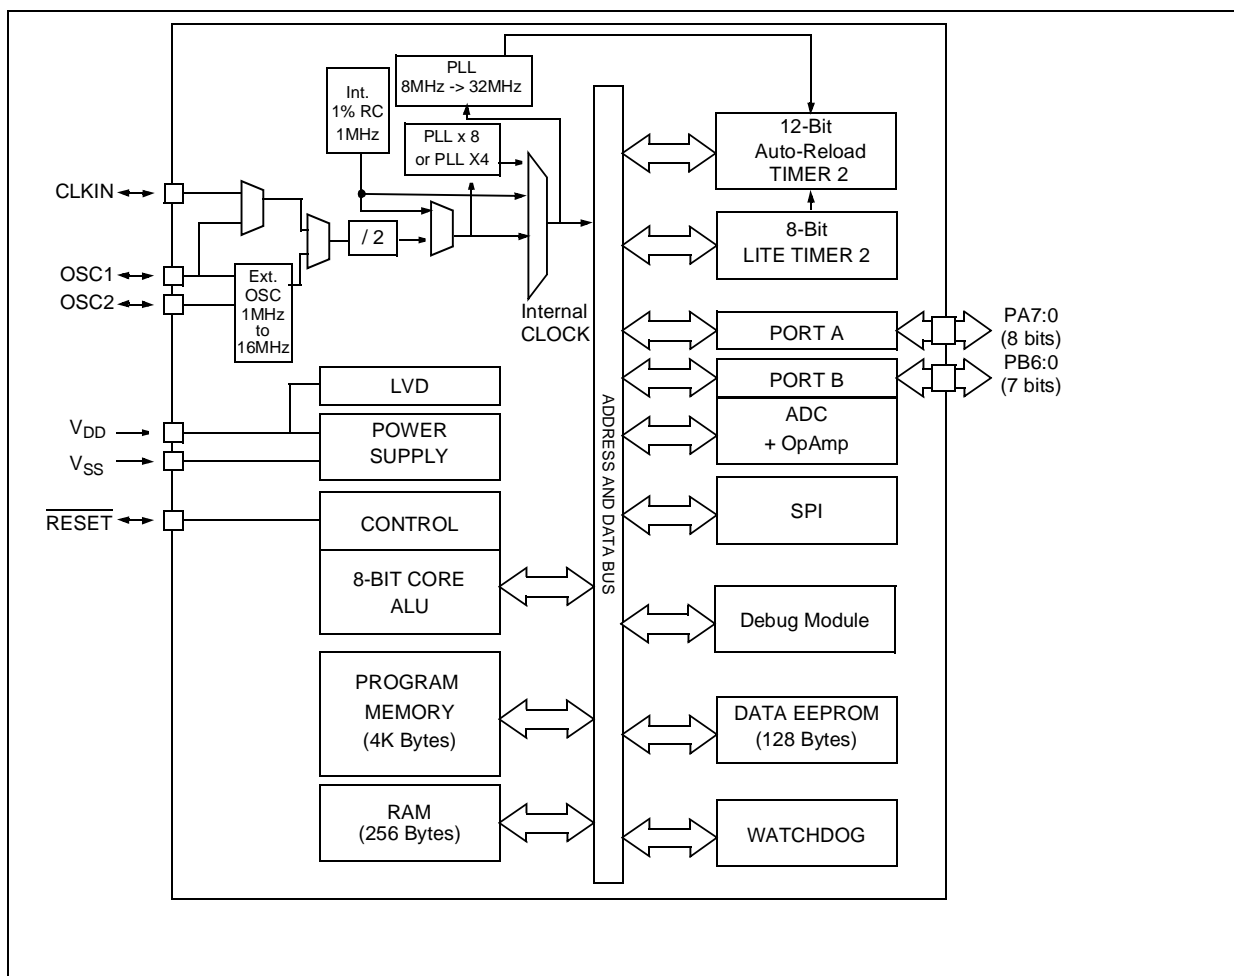 PLL
8MHz -> 32MHz
Int.
1% RC
1MHz
PLL x 8
or PLL X4
12-Bit
Auto-Reload
TIMER 2
CLKIN
8-Bit
LITE TIMER 2
/ 2
OSC1
OSC2
Ext.
OSC
1MHz
to
16MHz
Internal
CLOCK
PORT A
PA7:0
(8 bits)
PORT B
PB6:0
(7 bits)
LVD
ADC
+ OpAmp
VDD
VSS
POWER
SUPPLY
ADDRESS AND DATA BUS
SPI
RESET
CONTROL
8-BIT CORE
ALU
Debug Module
PROGRAM
MEMORY
(4K Bytes)
DATA EEPROM
(128 Bytes)
RAM
(256 Bytes)
WATCHDOG